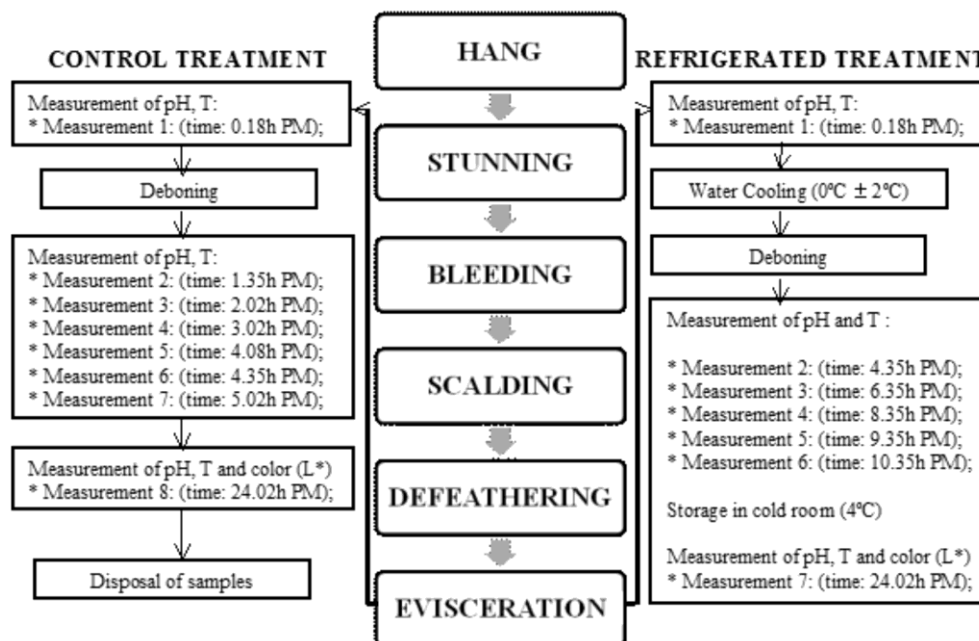 CONTROL TREATMENT
Measurement of pH, T:
* Measurement 1: (time: 0.18h PM);
Deboning
Measurement of pH, T:
* Measurement 2: (time: 1.35h PM);
* Measurement 3: (time: 2.02h PM);
* Measurement 4: (time: 3.02h PM);
* Measurement 5: (time: 4.08h PM);
* Measurement 6: (time: 4.35h PM);
* Measurement 7: (time: 5.02h PM);
Measurement of pH, T and color (L*)
* Measurement 8: (time: 24.02h PM);
Disposal of samples
HANG
STUNNING
BLEEDING
SCALDING
DEFEATHERING
EVISCERATION
REFRIGERATED TREATMENT
Measurement of pH, T:
* Measurement 1: (time: 0.18h PM);
Water Cooling (0ºC ± 2ºC)
Deboning
Measurement of pH and T :
* Measurement 2: (time: 4.35h PM);
* Measurement 3: (time: 6.35h PM);
* Measurement 4: (time: 8.35h PM);
* Measurement 5: (time: 9.35h PM);
* Measurement 6: (time: 10.35h PM);
Storage in cold room (4ºC)
Measurement of pH, T and color (L*)
* Measurement 7: (time: 24.02h PM);